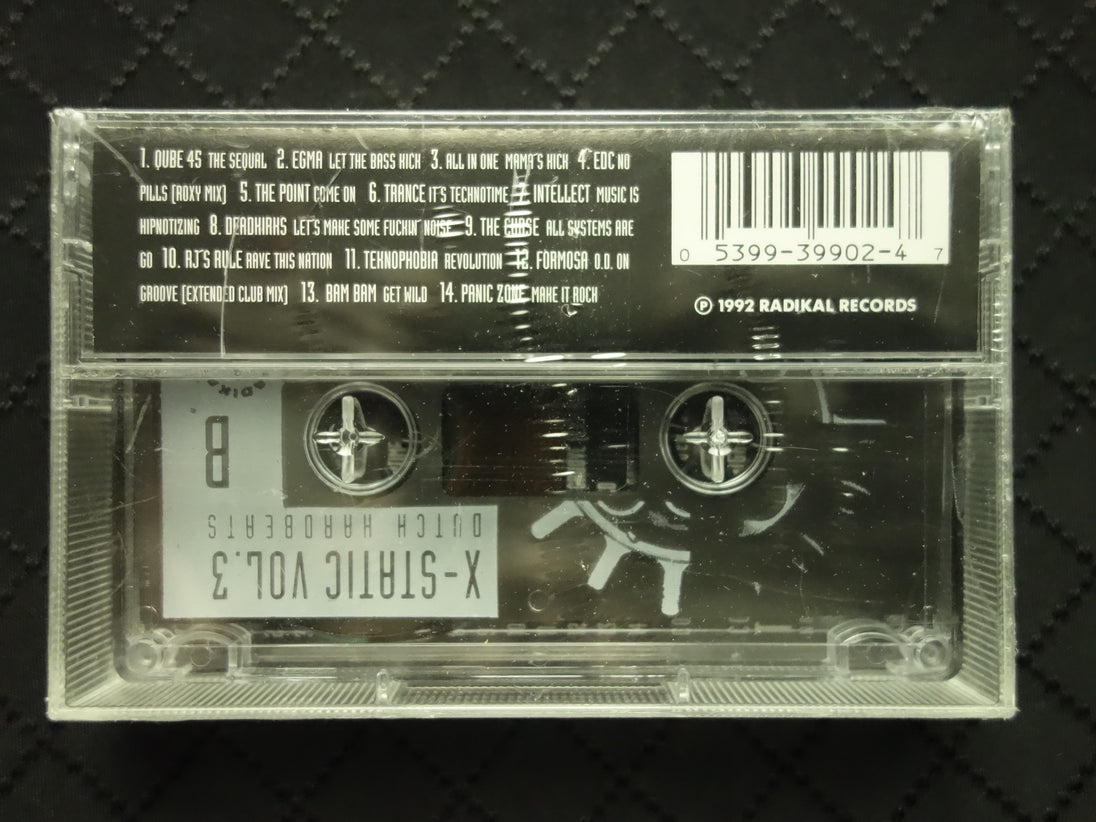 1. QUBE 45 THE SEQUAL 2. EGMA LET THE BASS KICK 3. ALL IN ONE MAMA'S KICK 4. EDC NO
PILLS [ROXY MIX] 5. THE POINT COME ON 6. TRANCE IT'S TECHNOTIME 7. INTELLECT MUSIC IS
HIPNOTIZING 8. DEADHIRHS LET'S MAKE SOME FUCKIN' NOISE 9. THE CHASE ALL SYSTEMS ARE
GO 10. RJ'S RULE RAVE THIS NATION 11. TEKNOPHOBIA REVOLUTION 12. FORMOSA O.D. ON
GROOVE [EXTENDED CLUB MIX] 13. BAM BAM GET WILD 14. PANIC ZONE MAKE IT ROCK
0 5399-39902-4 7
℗ 1992 RADIKAL RECORDS
B
DUTCH HARDBEATS
X-STATIC VOL.3